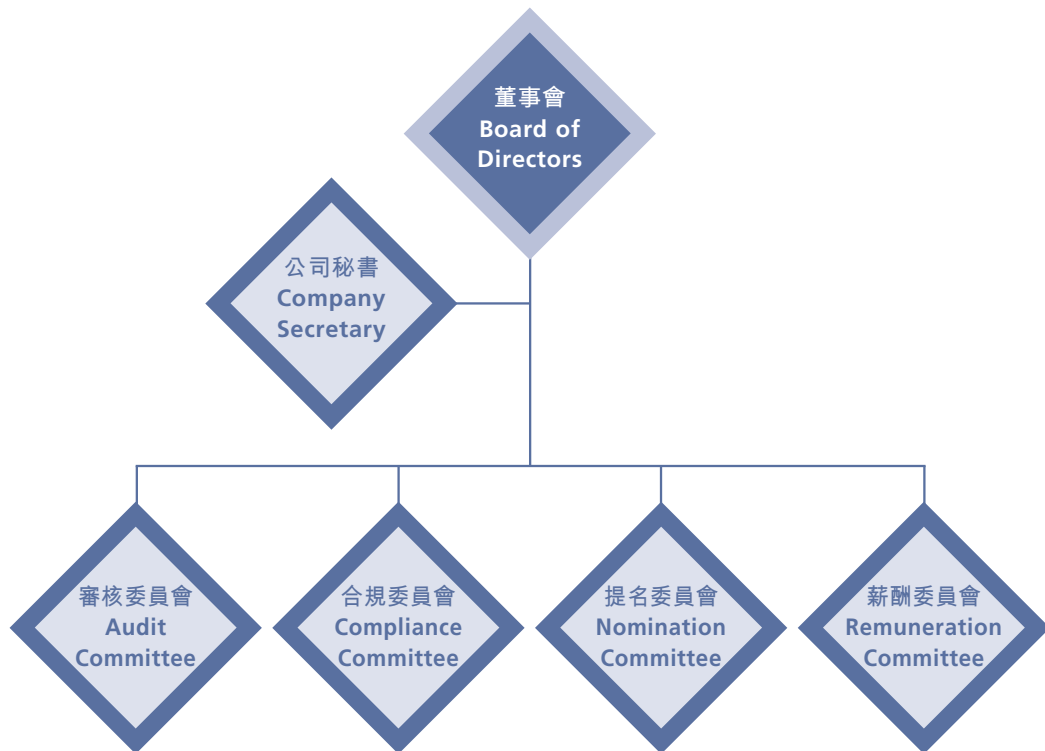 董事會
Board of
Directors
公司秘書
Company
Secretary
審核委員會
Audit
Committee
合規委員會
Compliance
Committee
提名委員會
Nomination
Committee
薪酬委員會
Remuneration
Committee